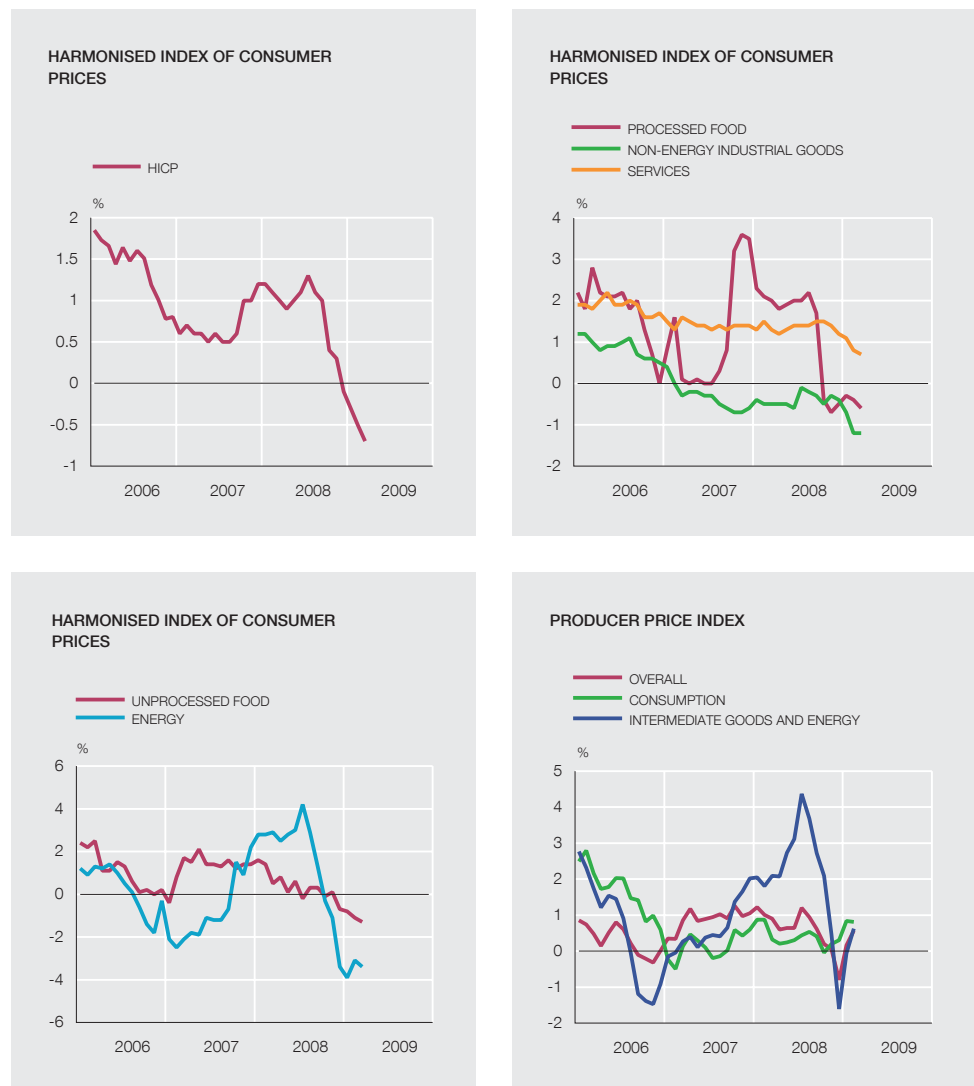 HARMONISED INDEX OF CONSUMER
PRICES
HICP
%
2
1.5
1
0.5
0
-0.5
-1
2006 2007 2008 2009
HARMONISED INDEX OF CONSUMER
PRICES
PROCESSED FOOD
NON-ENERGY INDUSTRIAL GOODS
SERVICES
%
4
3
2
1
0
-1
-2
2006 2007 2008 2009
HARMONISED INDEX OF CONSUMER
PRICES
UNPROCESSED FOOD
ENERGY
%
6
4
2
0
-2
-4
-6
2006 2007 2008 2009
PRODUCER PRICE INDEX
OVERALL
CONSUMPTION
INTERMEDIATE GOODS AND ENERGY
%
5
4
3
2
1
0
-1
-2
2006 2007 2008 2009